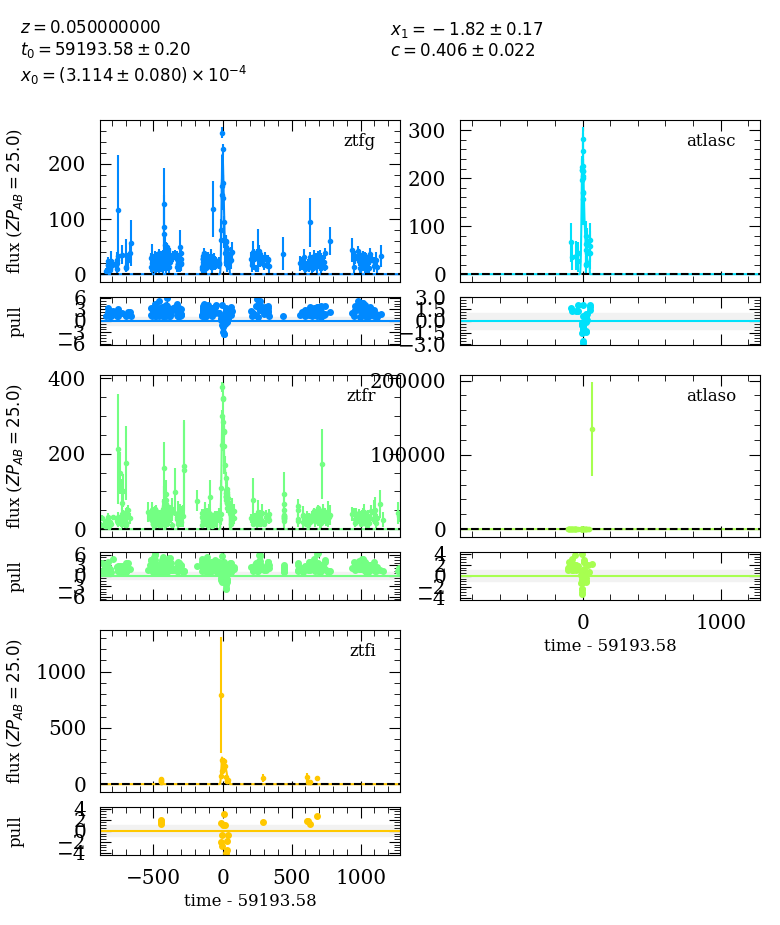 z = 0.050000000
t₀ = 59193.58 ± 0.20
x₀ = (3.114 ± 0.080) × 10⁻⁴
x₁ = −1.82 ± 0.17
c = 0.406 ± 0.022
ztfg
flux (ZP_AB = 25.0)
200
100
0
pull
6
3
0
−3
−6
atlasc
300
200
100
0
3.0
1.5
0.0
−1.5
−3.0
ztfr
flux (ZP_AB = 25.0)
400
200
0
pull
6
3
0
−3
−6
atlaso
200000
100000
0
4
2
0
−2
−4
0
1000
time - 59193.58
ztfi
flux (ZP_AB = 25.0)
1000
500
0
pull
4
2
0
−2
−4
−500
0
500
1000
time - 59193.58